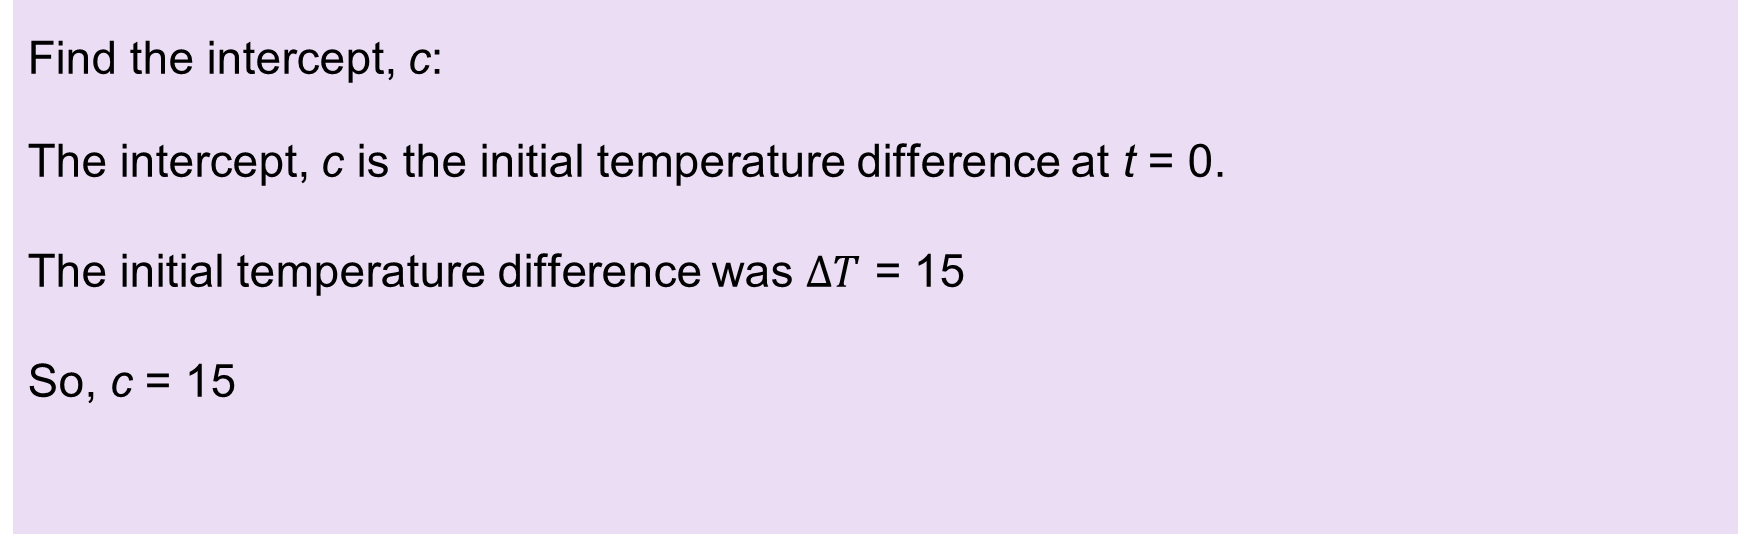 Find the intercept, c:
The intercept, c is the initial temperature difference at t = 0.
The initial temperature difference was ΔT = 15
So, c = 15